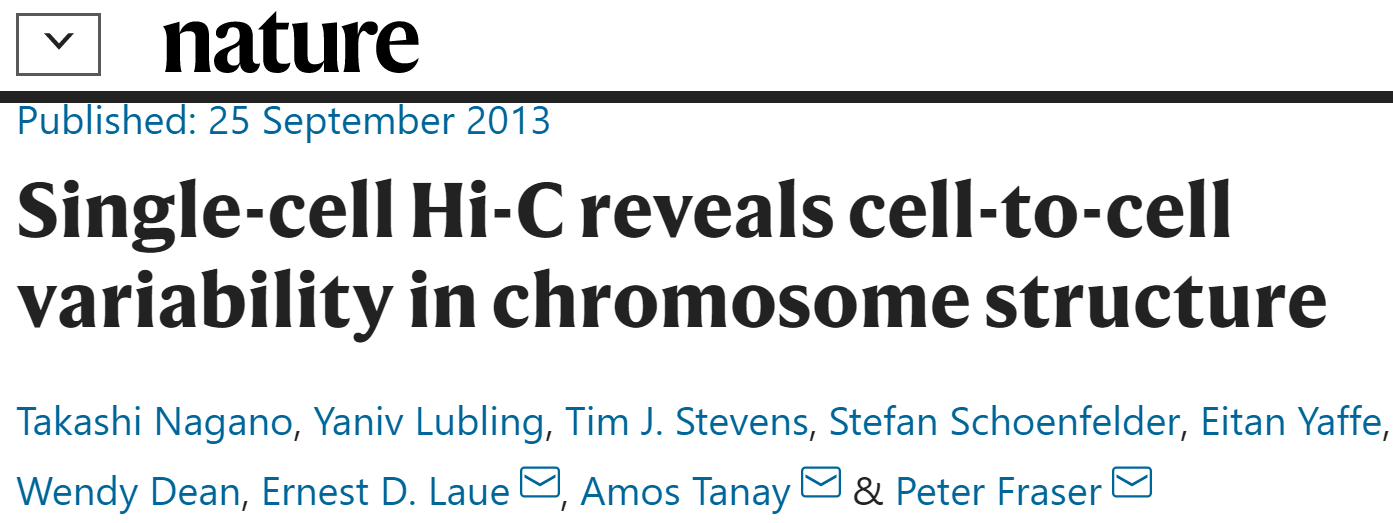 nature
Published: 25 September 2013
Single-cell Hi-C reveals cell-to-cell
variability in chromosome structure
Takashi Nagano, Yaniv Lubling, Tim J. Stevens, Stefan Schoenfelder, Eitan Yaffe,
Wendy Dean, Ernest D. Laue, Amos Tanay & Peter Fraser